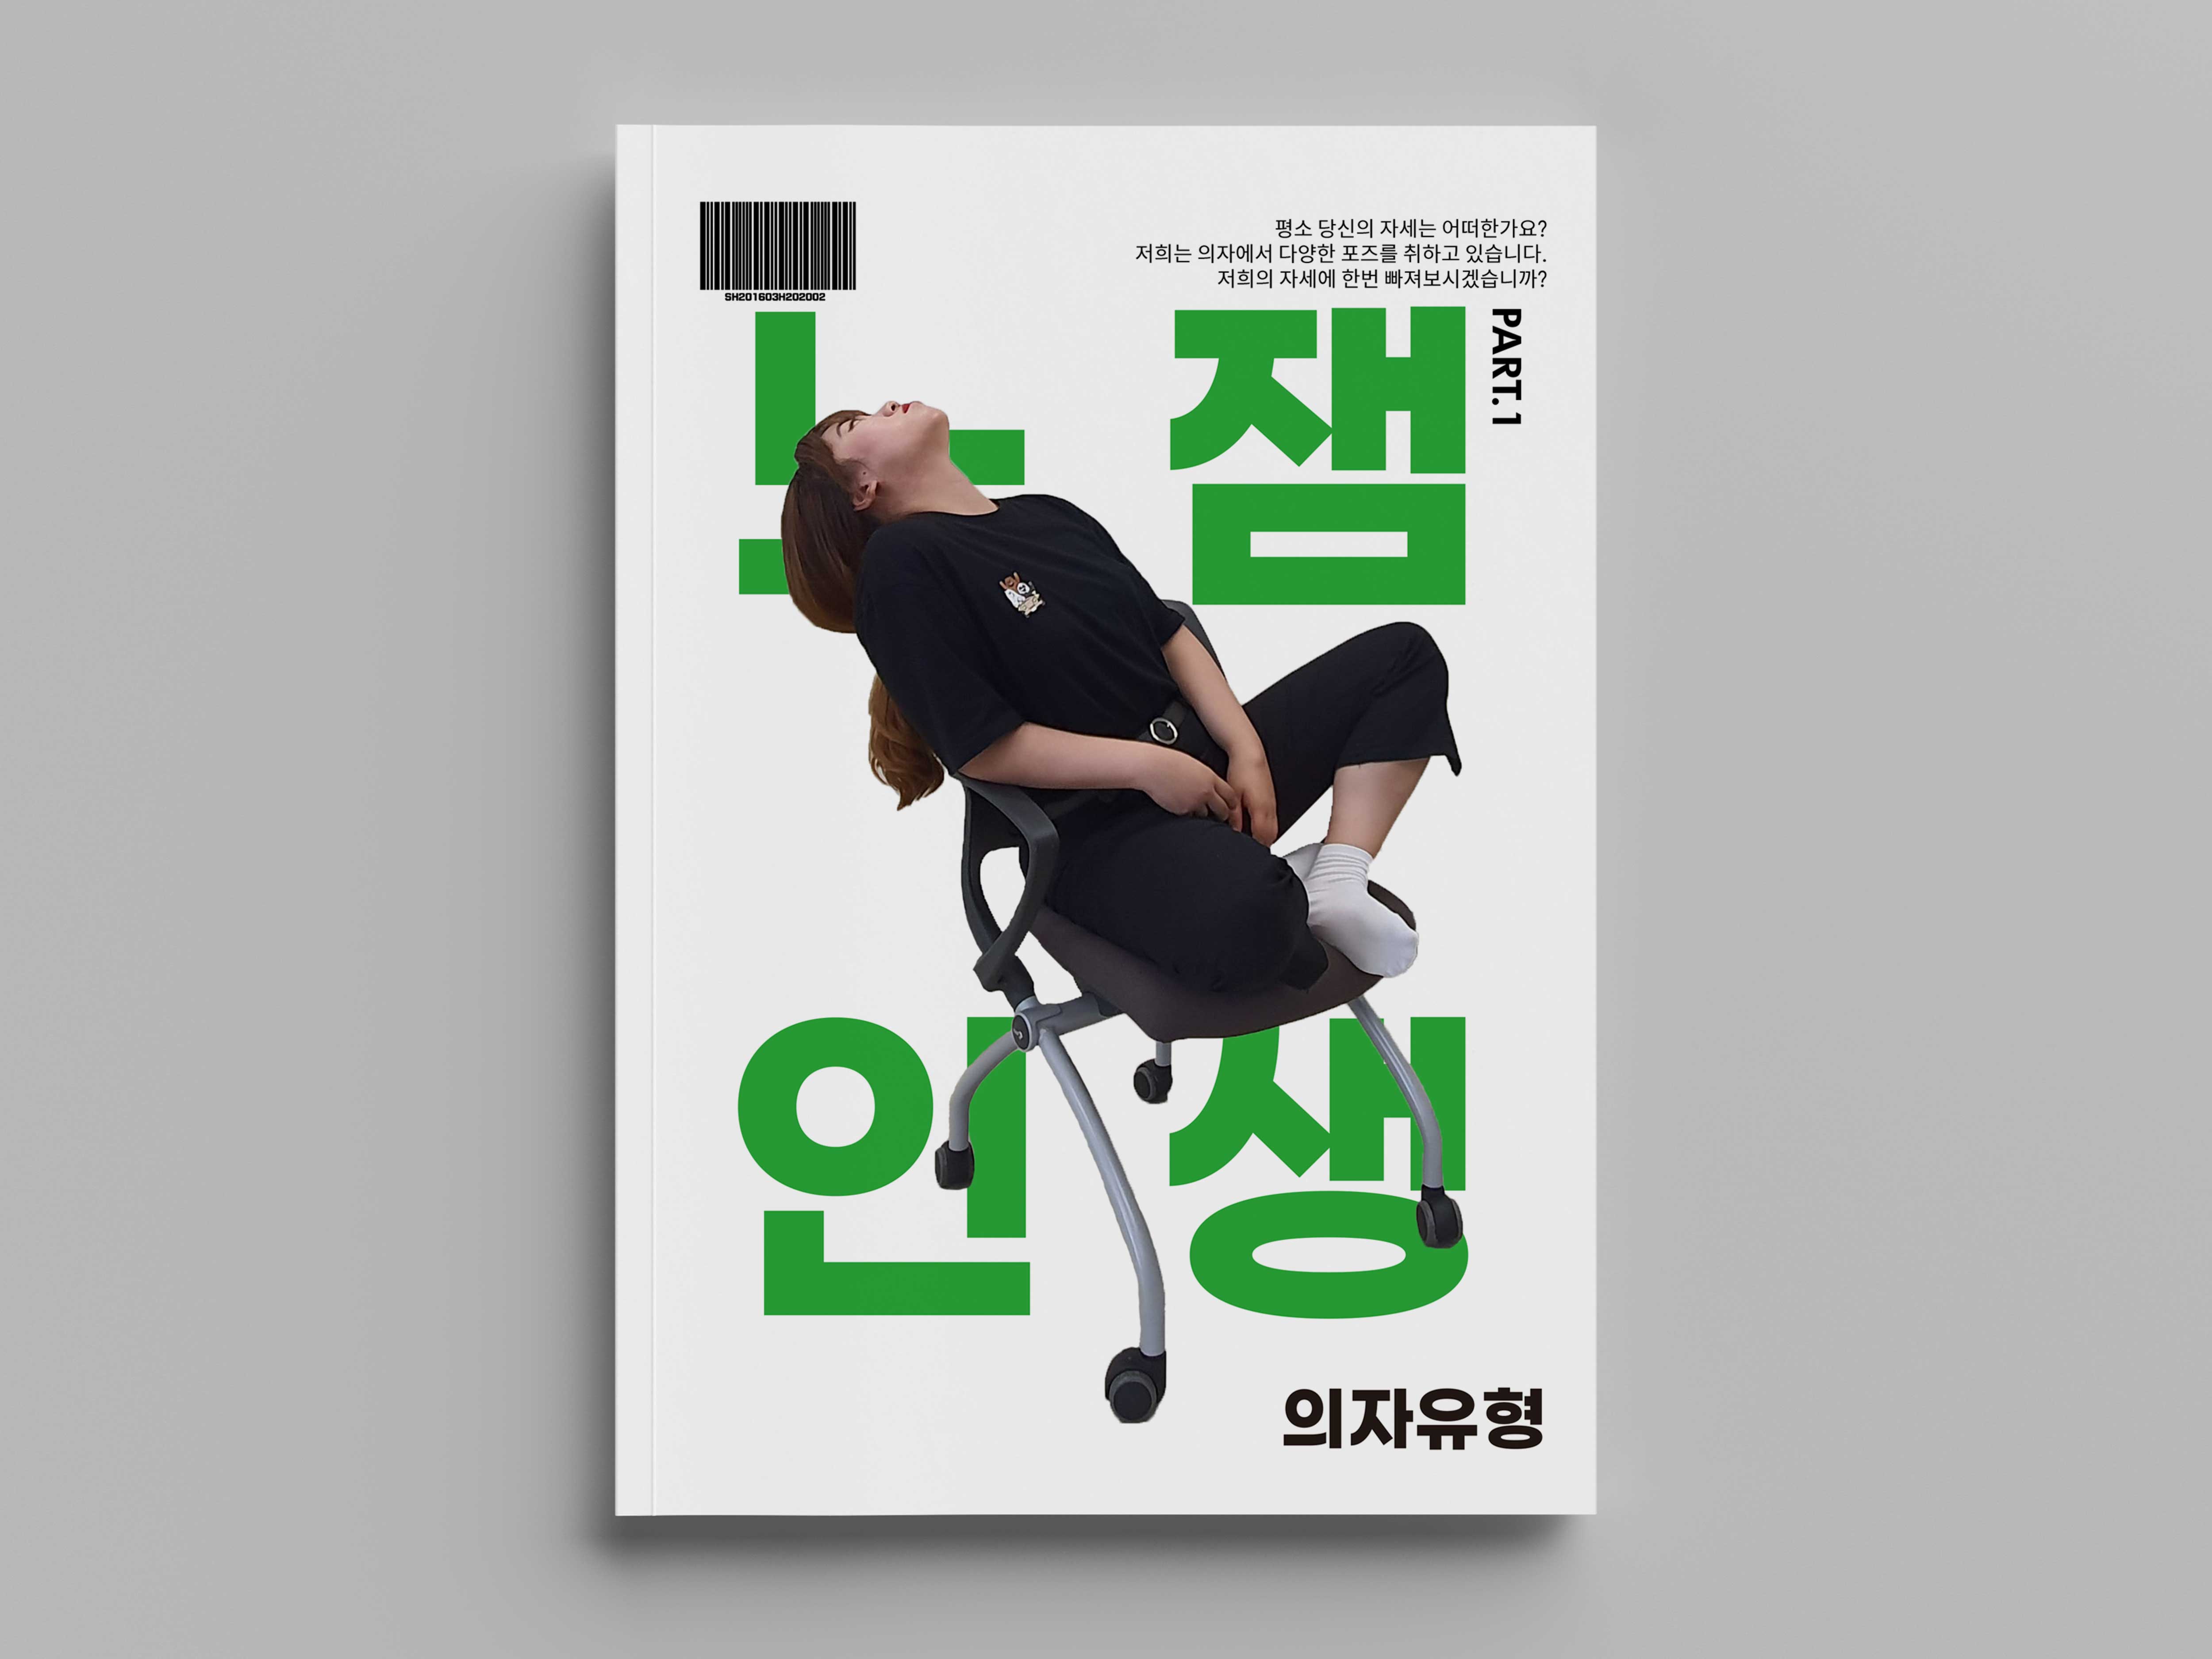 SH201603H202002
평소 당신의 자세는 어떠한가요?
저희는 의자에서 다양한 포즈를 취하고 있습니다.
저희의 자세에 한번 빠져보시겠습니까?
PART.1
노잼
인생
의자유형